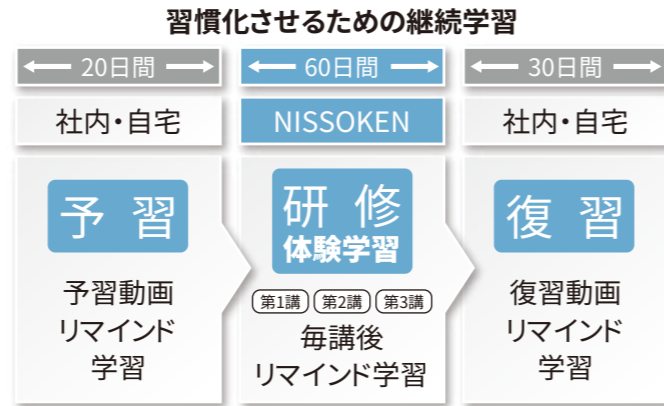 習慣化させるための継続学習
20日間
60日間
30日間
社内・自宅
NISSOKEN
社内・自宅
予習
予習動画
リマインド
学習
研修
体験学習
第1講 第2講 第3講
毎講後
リマインド学習
復習
復習動画
リマインド
学習